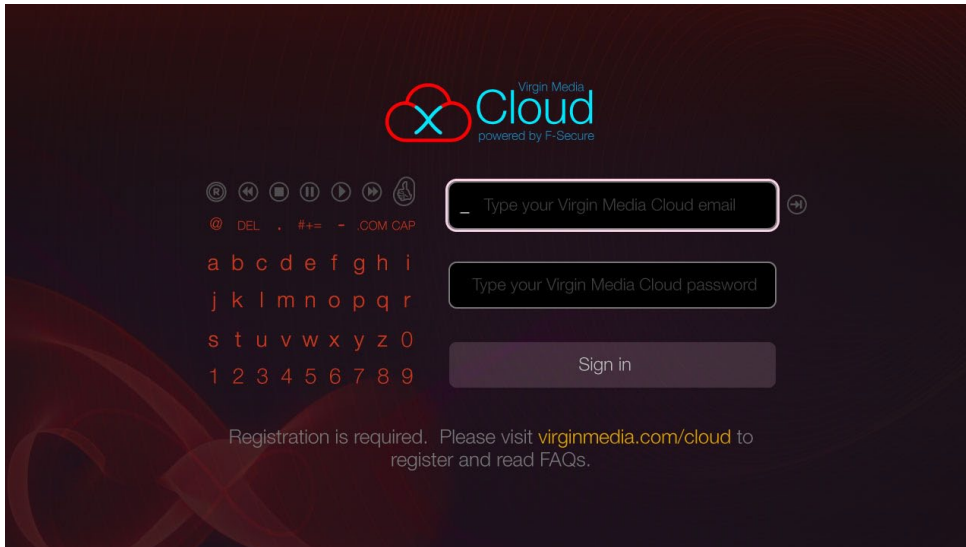 Virgin Media
Cloud
powered by F-Secure
R
Type your Virgin Media Cloud email
@ DEL . #+= - .COM CAP
a b c d e f g h i
Type your Virgin Media Cloud password
j k l m n o p q r
s t u v w x y z 0
Sign in
1 2 3 4 5 6 7 8 9
Registration is required. Please visit virginmedia.com/cloud to
register and read FAQs.